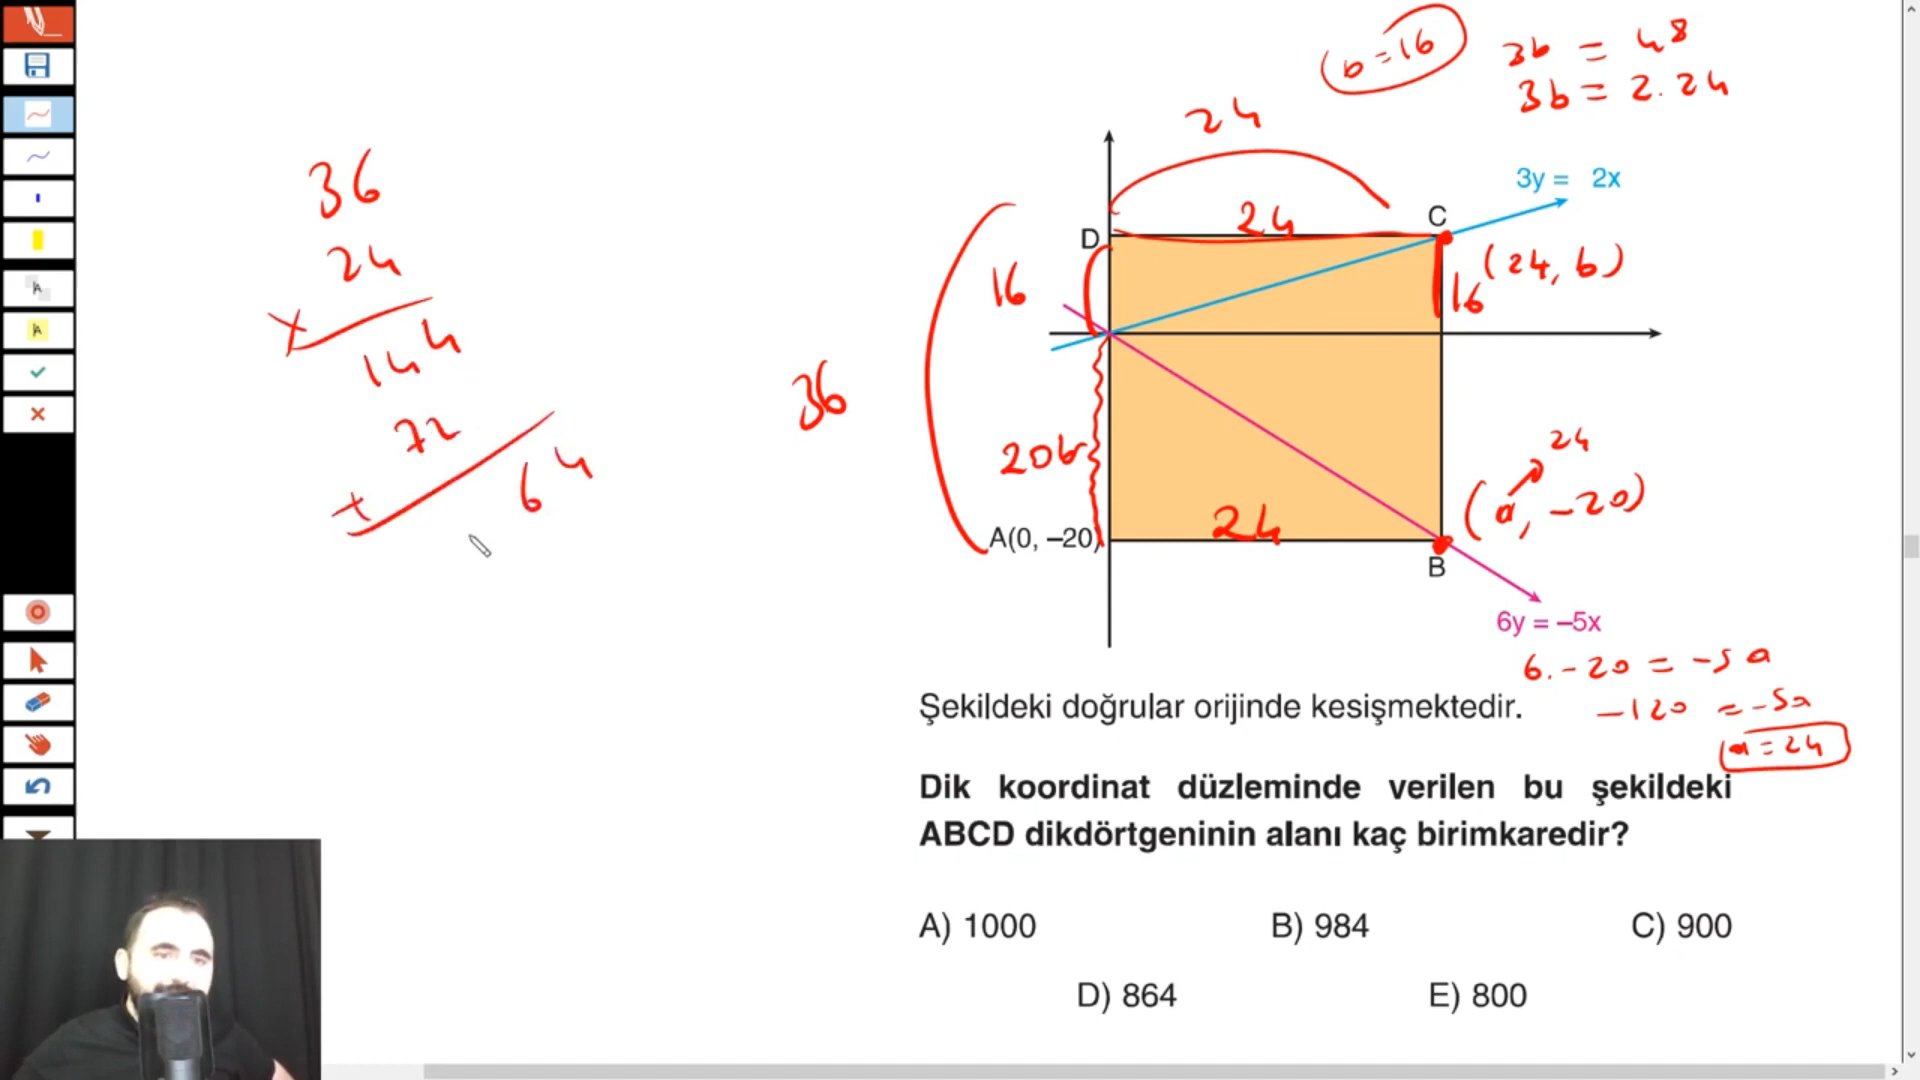 36
24
x
144
72
+
64
b = 16
3b = 48
3b = 2.24
24
3y = 2x
C
24
D
(24, b)
16
16
36
20br
24
(a, -20)
A(0, –20)
24
B
6y = –5x
6. -20 = -5a
-120 = -5a
a = 24
Şekildeki doğrular orijinde kesişmektedir.
Dik koordinat düzleminde verilen bu şekildeki
ABCD dikdörtgeninin alanı kaç birimkaredir?
A) 1000 B) 984 C) 900
D) 864 E) 800